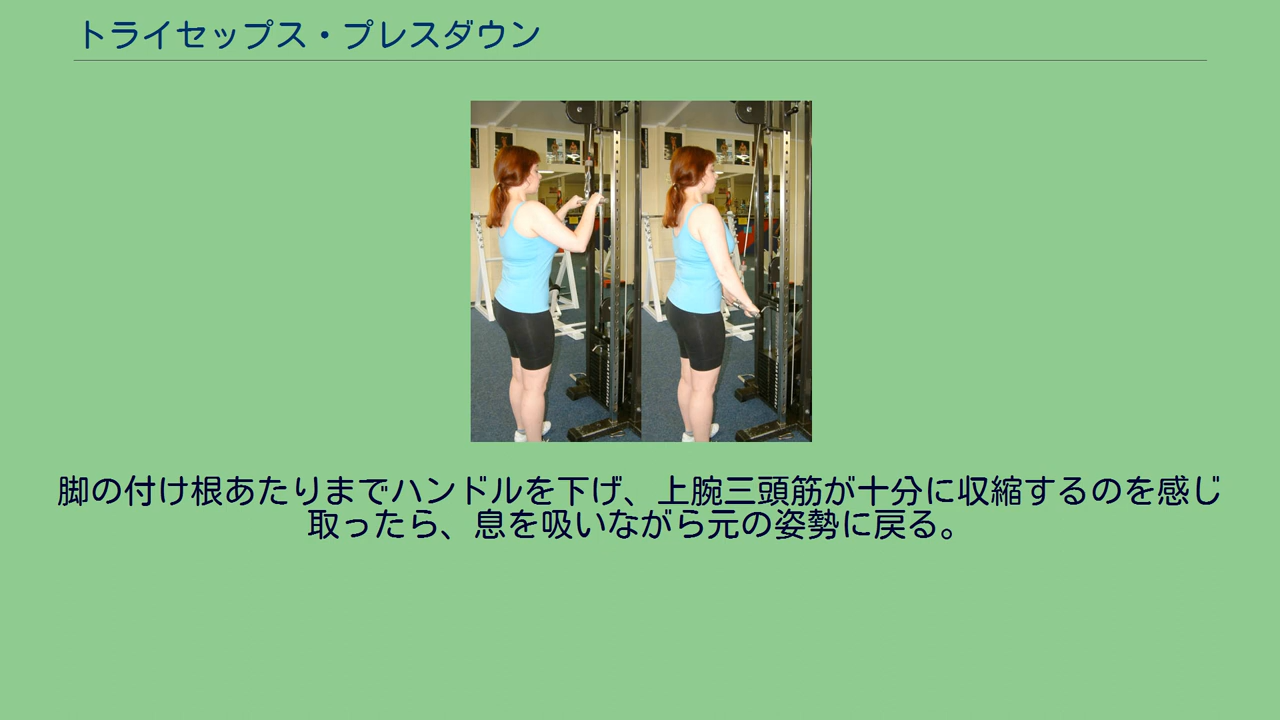 トライセップス・プレスダウン
脚の付け根あたりまでハンドルを下げ、上腕三頭筋が十分に収縮するのを感じ
取ったら、息を吸いながら元の姿勢に戻る。